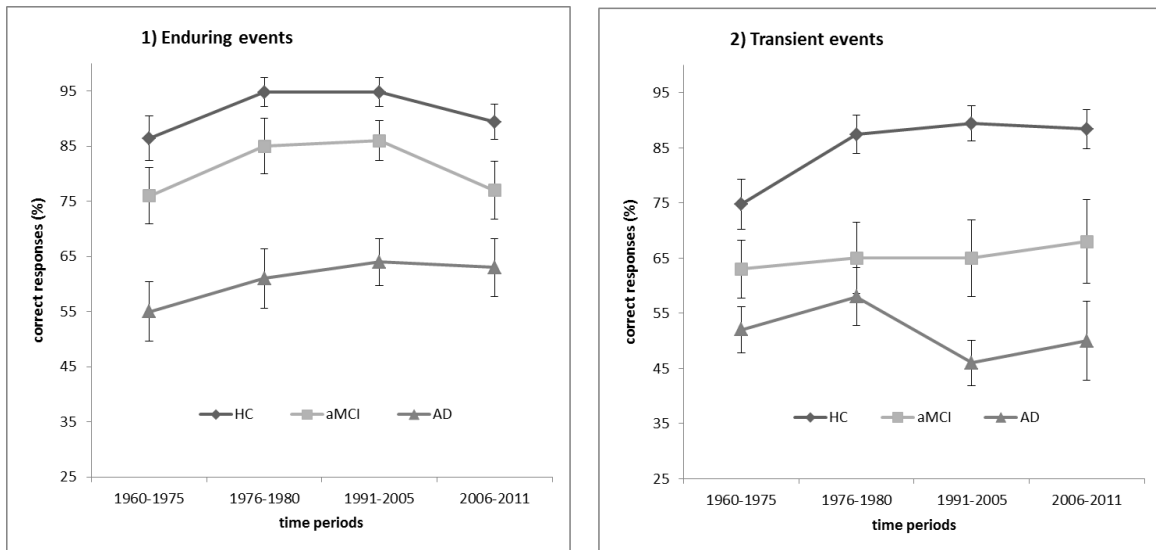 1) Enduring events
95
85
75
65
55
45
35
25
correct responses (%)
HC
aMCI
AD
1960-1975
1976-1980
1991-2005
2006-2011
time periods
2) Transient events
95
85
75
65
55
45
35
25
correct responses (%)
HC
aMCI
AD
1960-1975
1976-1980
1991-2005
2006-2011
time periods